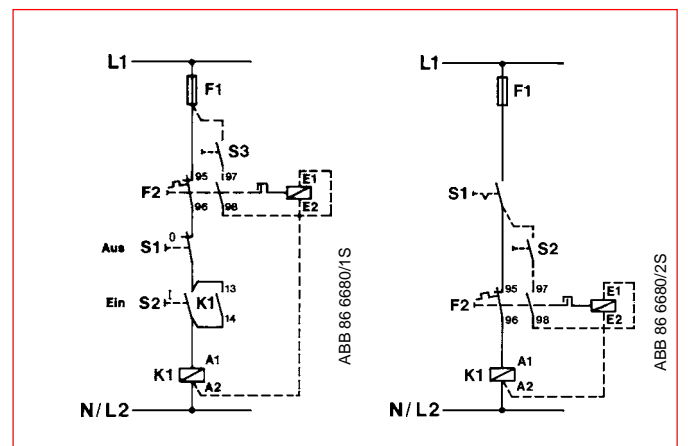 L1
F1
S3
F2
95
97
96
98
E1
E2
Aus
0
S1
Ein
I
S2
K1
13
14
K1
A1
A2
N/L2
ABB 86 6680/1S
L1
F1
S1
S2
F2
95
97
96
98
E1
E2
K1
A1
A2
N/L2
ABB 86 6680/2S